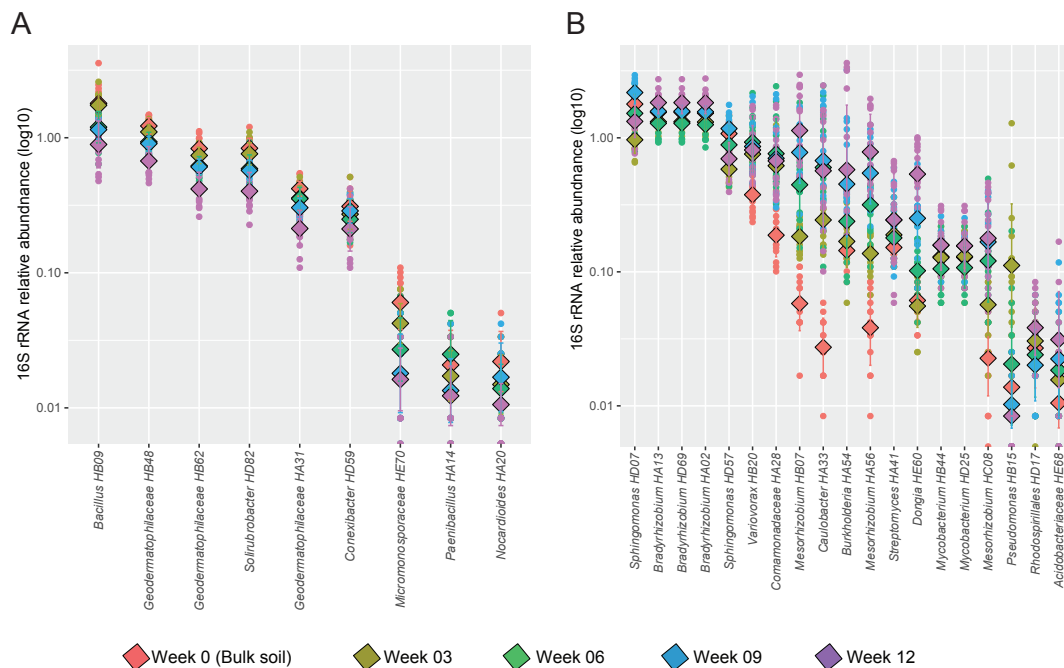 A
16S rRNA relative abundance (log10)
1.00
0.10
0.01
Bacillus HB09
Geodermatophilaceae HB48
Geodermatophilaceae HB62
Solirubrobacter HD82
Geodermatophilaceae HA31
Conexibacter HD59
Micromonosporaceae HE70
Paenibacillus HA14
Nocardioides HA20
B
16S rRNA relative abundance (log10)
1.00
0.10
0.01
Sphingomonas HD07
Bradyrhizobium HA13
Bradyrhizobium HD69
Bradyrhizobium HA02
Sphingomonas HD57
Variovorax HB20
Comamonadaceae HA28
Mesorhizobium HB07
Caulobacter HA33
Burkholderia HA54
Mesorhizobium HA56
Streptomyces HA41
Dongia HE60
Mycobacterium HB44
Mycobacterium HD25
Mesorhizobium HC08
Pseudomonas HB15
Rhodospirillales HD17
Acidobacteriaceae HE68
Week 0 (Bulk soil)
Week 03
Week 06
Week 09
Week 12